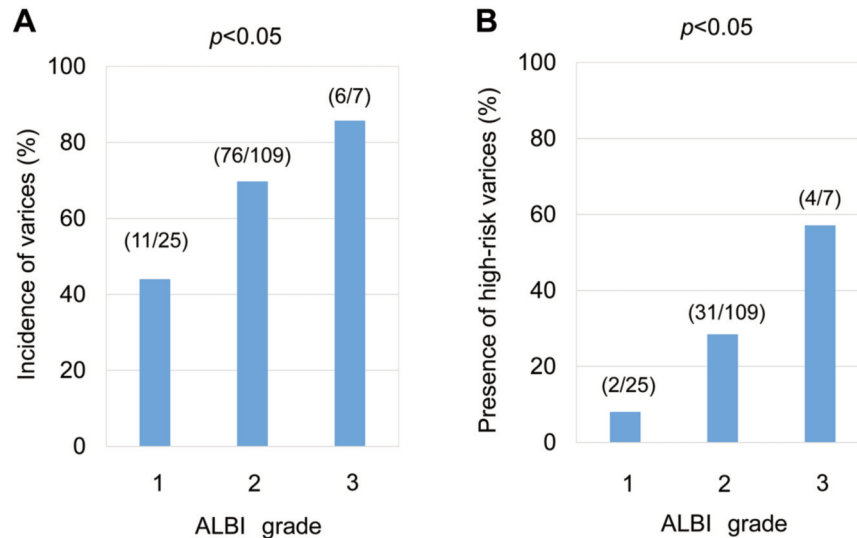 A
p<0.05
Incidence of varices (%)
100
80
60
40
20
0
(11/25)
(76/109)
(6/7)
1 2 3
ALBI grade
B
p<0.05
Presence of high-risk varices (%)
100
80
60
40
20
0
(2/25)
(31/109)
(4/7)
1 2 3
ALBI grade